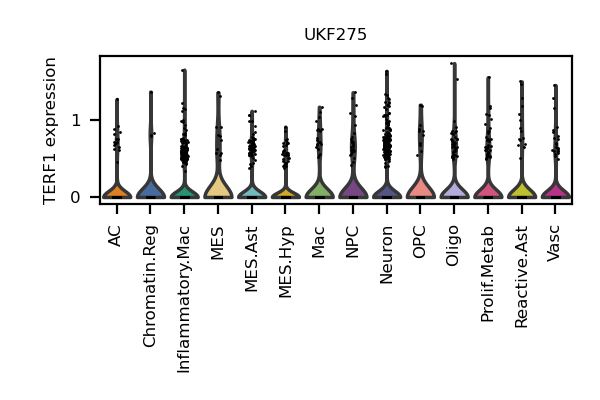 UKF275
TERF1 expression
1
0
AC
Chromatin.Reg
Inflammatory.Mac
MES
MES.Ast
MES.Hyp
Mac
NPC
Neuron
OPC
Oligo
Prolif.Metab
Reactive.Ast
Vasc